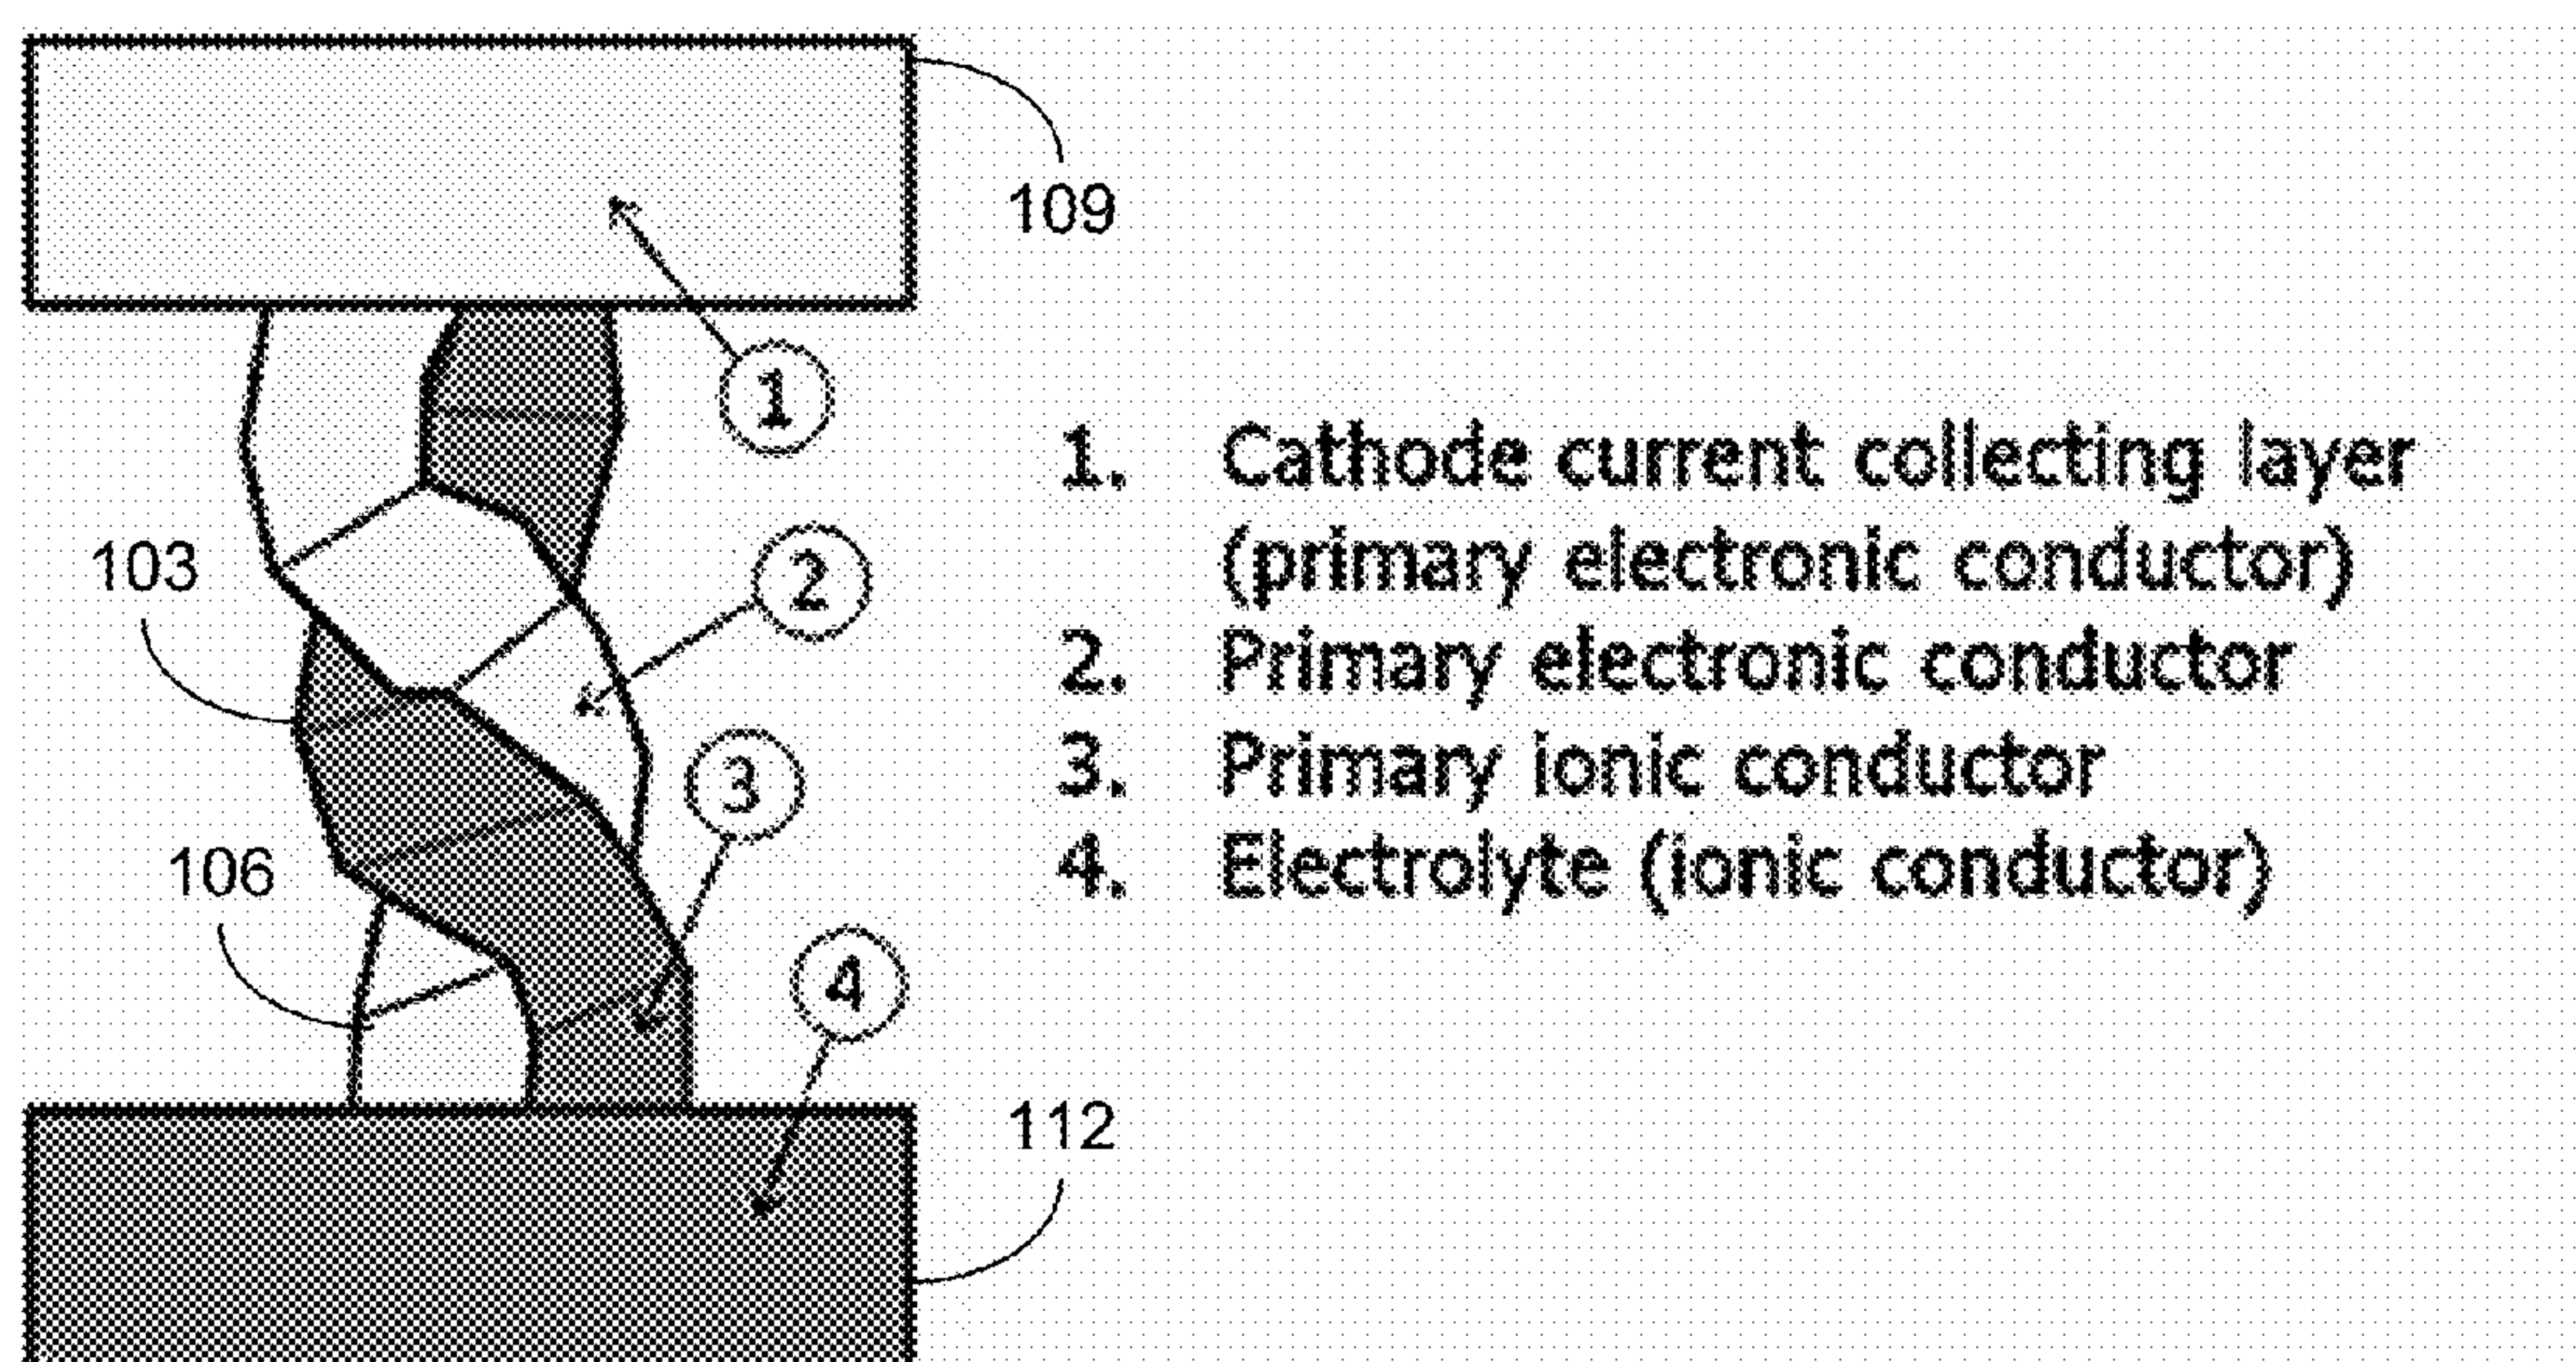 109
1
1. Cathode current collecting layer
(primary electronic conductor)
103
2
2. Primary electronic conductor
3
3. Primary ionic conductor
106
4. Electrolyte (ionic conductor)
4
112